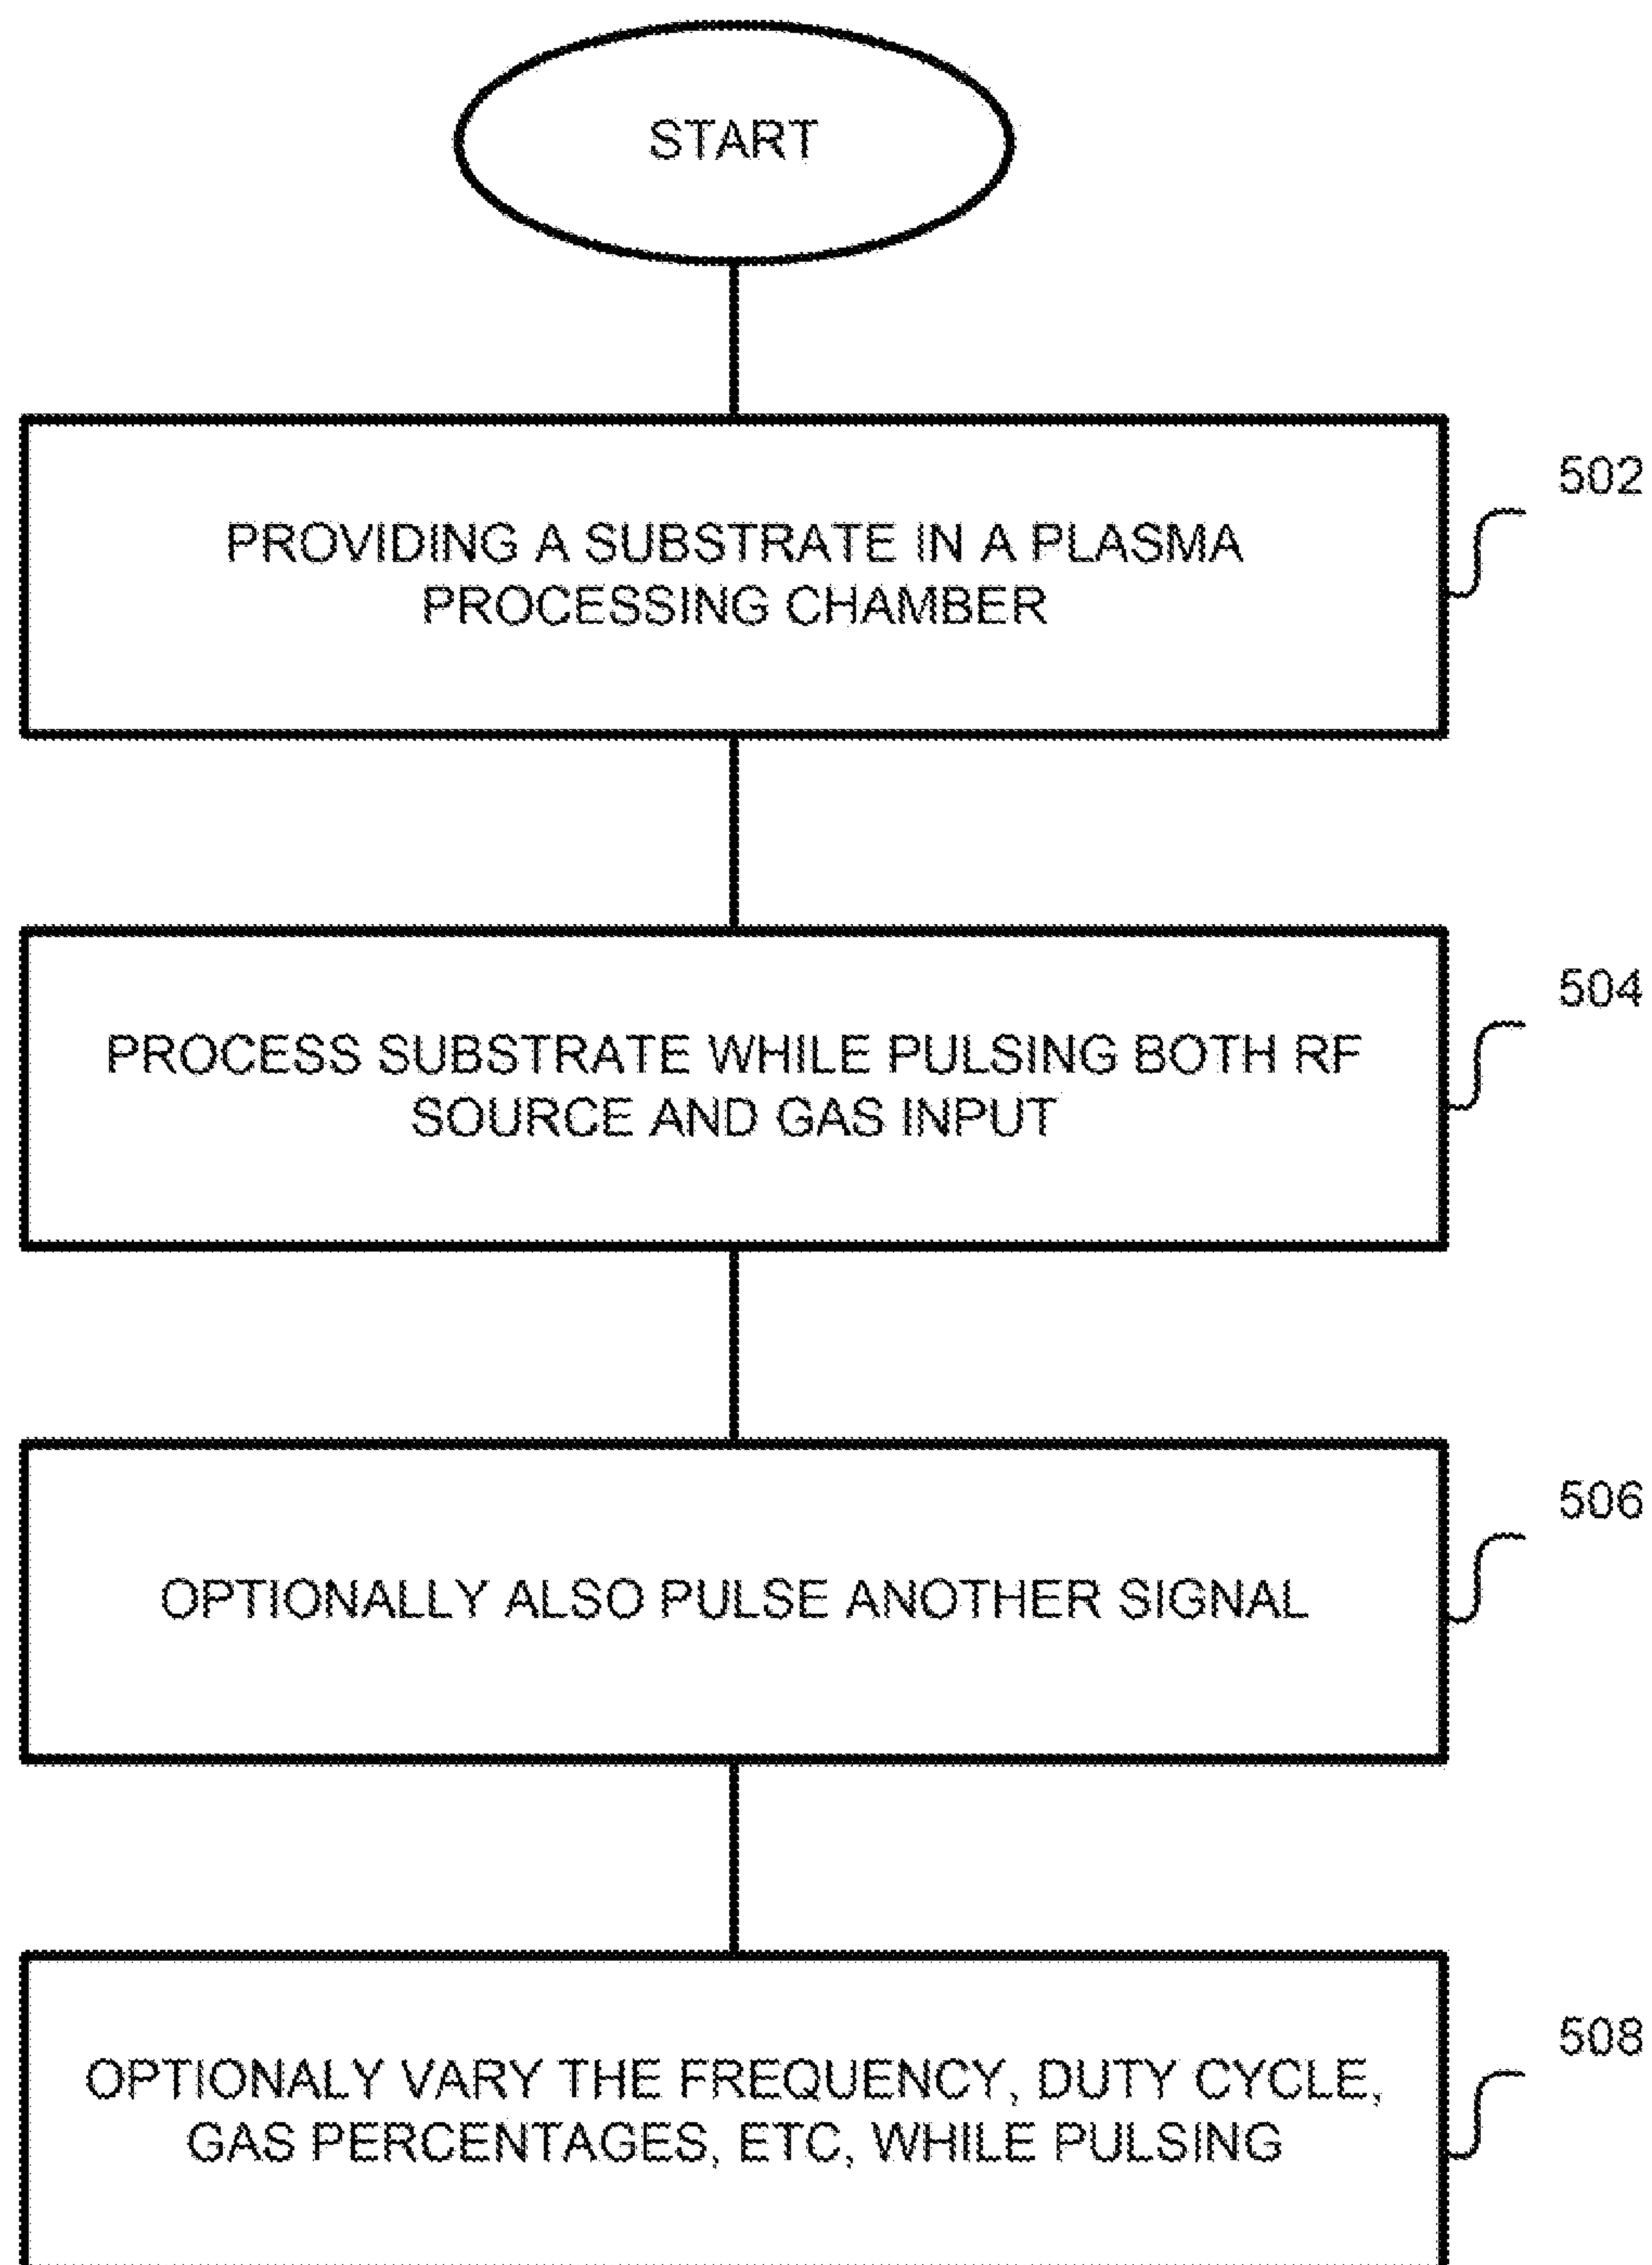 START
502
PROVIDING A SUBSTRATE IN A PLASMA
PROCESSING CHAMBER
504
PROCESS SUBSTRATE WHILE PULSING BOTH RF
SOURCE AND GAS INPUT
506
OPTIONALLY ALSO PULSE ANOTHER SIGNAL
508
OPTIONALY VARY THE FREQUENCY, DUTY CYCLE,
GAS PERCENTAGES, ETC, WHILE PULSING